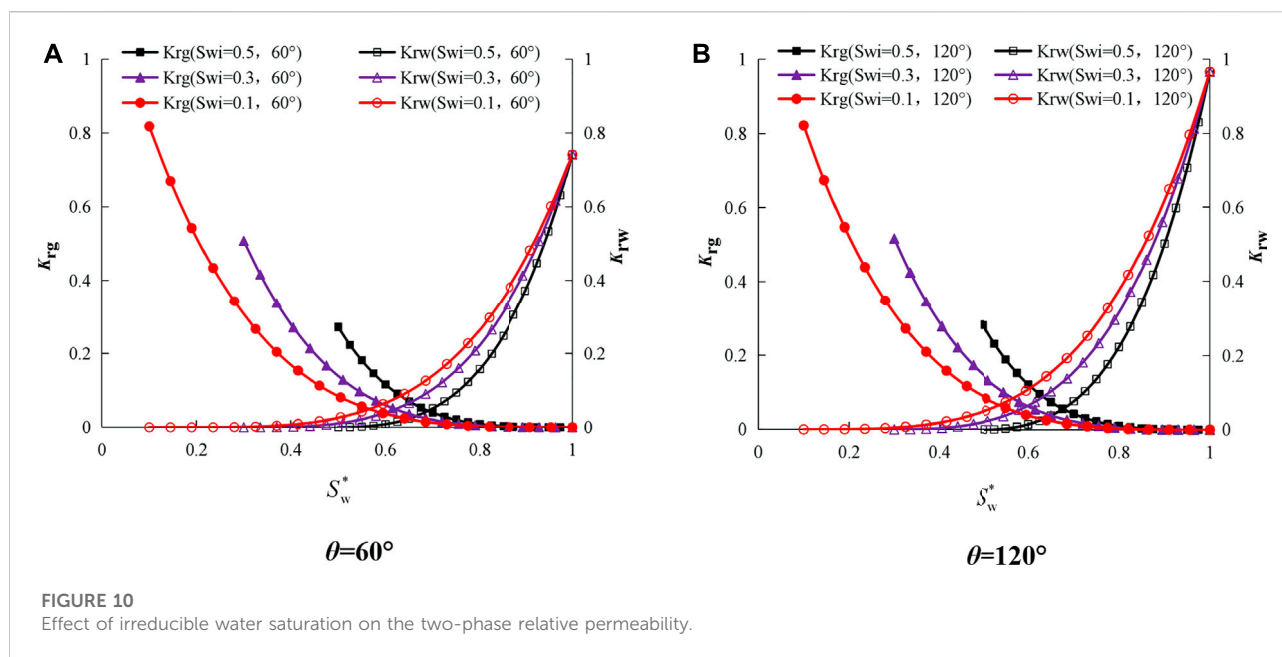 A
Krg(Swi=0.5, 60°) Krw(Swi=0.5, 60°)
Krg(Swi=0.3, 60°) Krw(Swi=0.3, 60°)
Krg(Swi=0.1, 60°) Krw(Swi=0.1, 60°)
1
0.8
0.6
0.4
0.2
0
Krg
1
0.8
0.6
0.4
0.2
0
Krw
0 0.2 0.4 0.6 0.8 1
S*w
θ=60°
B
Krg(Swi=0.5, 120°) Krw(Swi=0.5, 120°)
Krg(Swi=0.3, 120°) Krw(Swi=0.3, 120°)
Krg(Swi=0.1, 120°) Krw(Swi=0.1, 120°)
1
0.8
0.6
0.4
0.2
0
Krg
1
0.8
0.6
0.4
0.2
0
Krw
0 0.2 0.4 0.6 0.8 1
S*w
θ=120°
FIGURE 10
Effect of irreducible water saturation on the two-phase relative permeability.